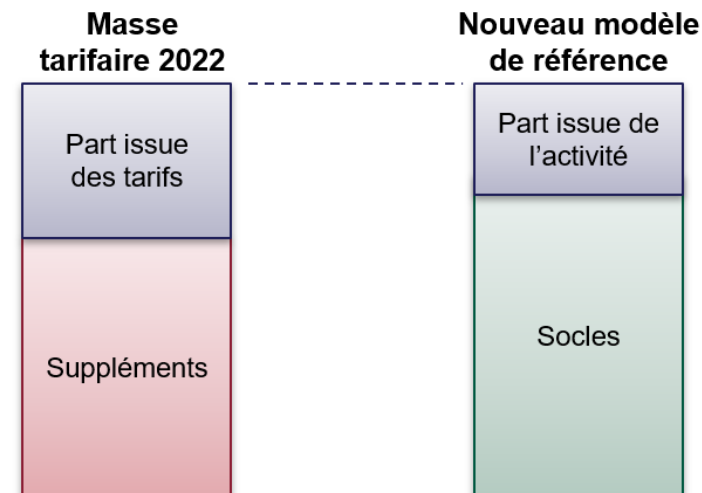 Masse
tarifaire 2022
Nouveau modèle
de référence
Part issue
des tarifs
Part issue de
l’activité
Suppléments
Socles